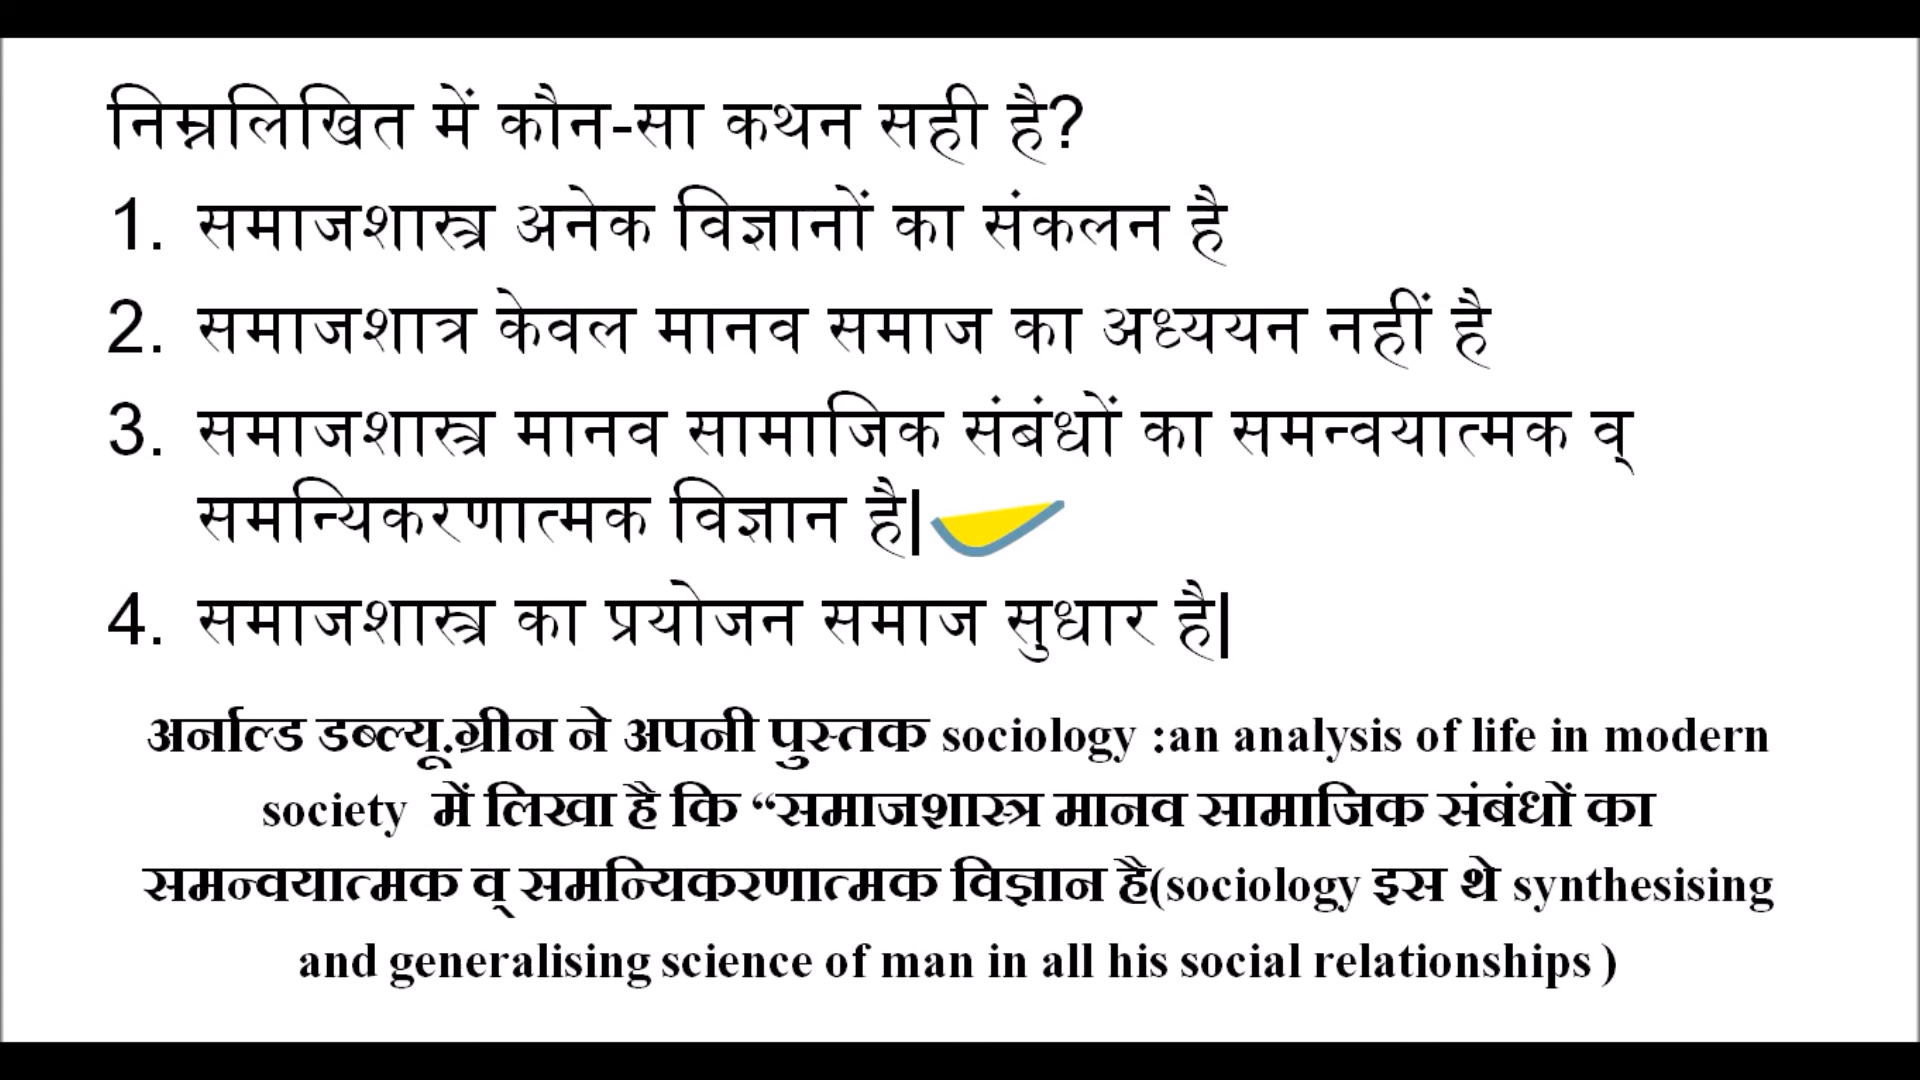 निम्नलिखित में कौन-सा कथन सही है?
1. समाजशास्त्र अनेक विज्ञानों का संकलन है
2. समाजशात्र केवल मानव समाज का अध्ययन नहीं है
3. समाजशास्त्र मानव सामाजिक संबंधों का समन्वयात्मक व्
समन्यिकरणात्मक विज्ञान है|
4. समाजशास्त्र का प्रयोजन समाज सुधार है|
अर्नाल्ड डब्ल्यू.ग्रीन ने अपनी पुस्तक sociology :an analysis of life in modern
society में लिखा है कि “समाजशास्त्र मानव सामाजिक संबंधों का
समन्वयात्मक व् समन्यिकरणात्मक विज्ञान है(sociology इस थे synthesising
and generalising science of man in all his social relationships )